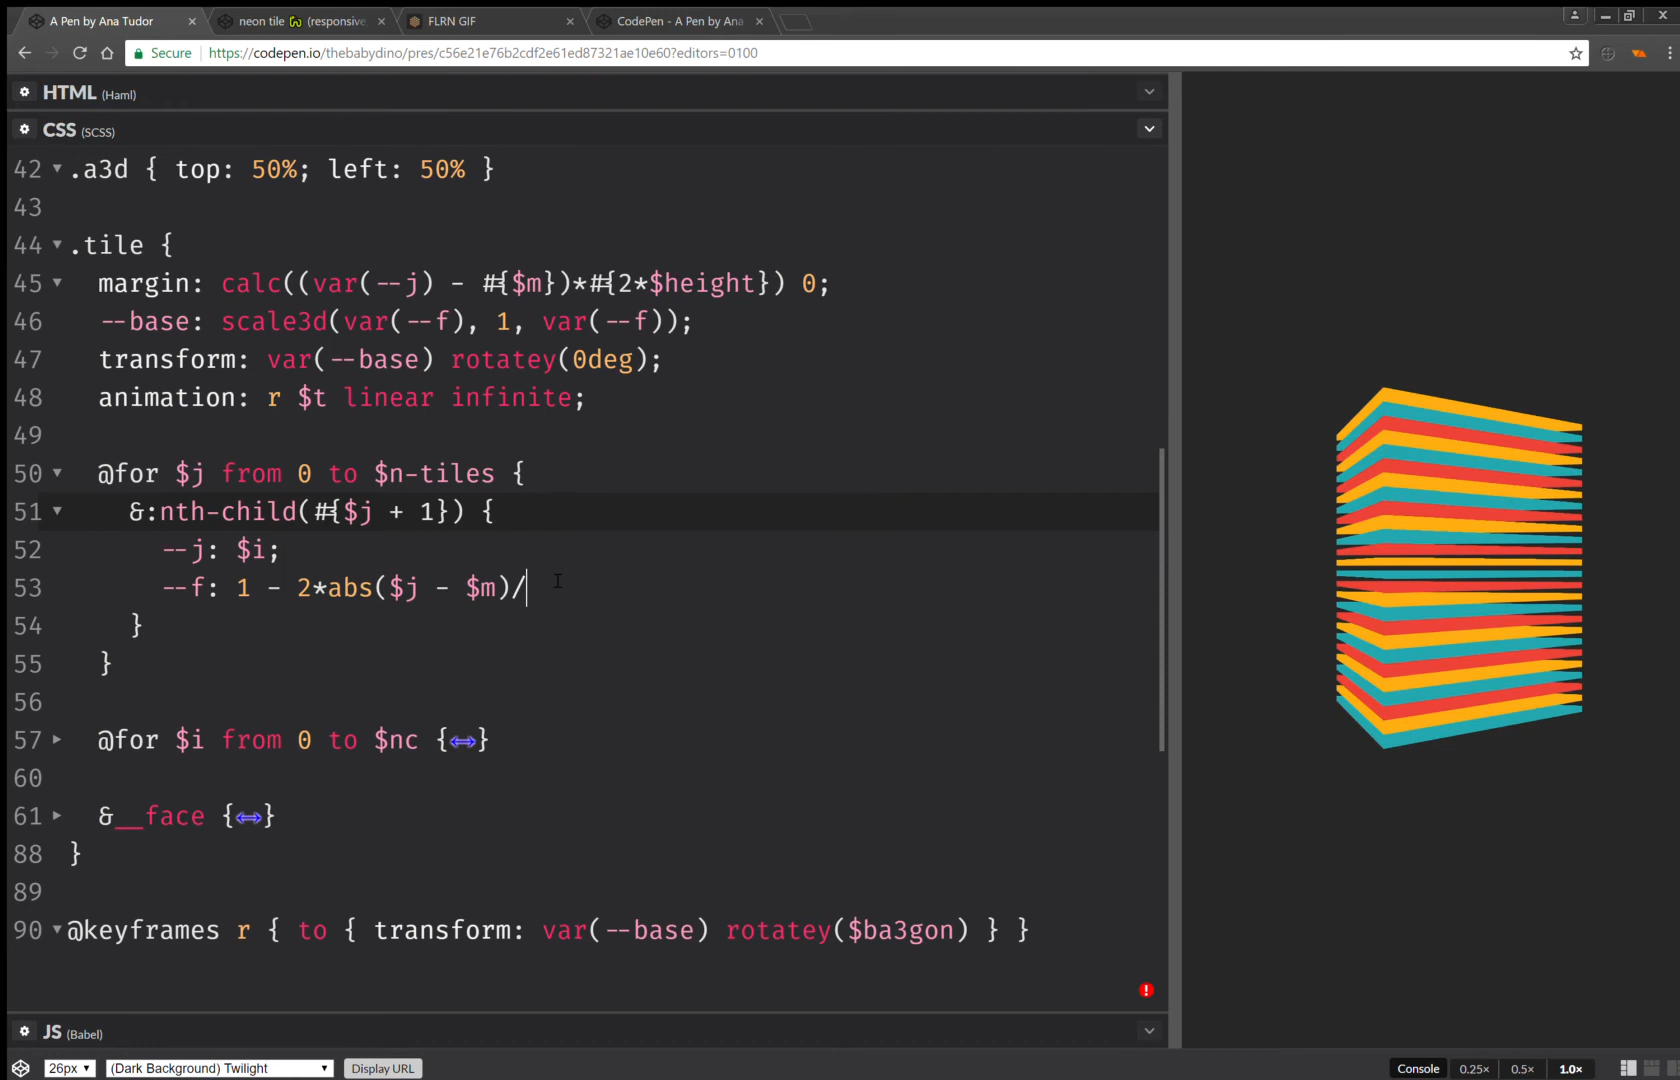 A Pen by Ana Tudor
neon tile (responsive,
FLRN GIF
CodePen - A Pen by Ana
Secure https://codepen.io/thebabydino/pres/c56e21e76b2cdf2e61ed87321ae10e60?editors=0100
HTML (Haml)
CSS (SCSS)
42 .a3d { top: 50%; left: 50% }
43
44 .tile {
45 margin: calc((var(--j) - #{$m})*#{2*$height}) 0;
46 --base: scale3d(var(--f), 1, var(--f));
47 transform: var(--base) rotatey(0deg);
48 animation: r $t linear infinite;
49
50 @for $j from 0 to $n-tiles {
51 &:nth-child(#{$j + 1}) {
52 --j: $i;
53 --f: 1 - 2*abs($j - $m)/
54 }
55 }
56
57 @for $i from 0 to $nc {↔}
60
61 &__face {↔}
88 }
89
90 @keyframes r { to { transform: var(--base) rotatey($ba3gon) } }
JS (Babel)
26px (Dark Background) Twilight Display URL Console 0.25× 0.5× 1.0×